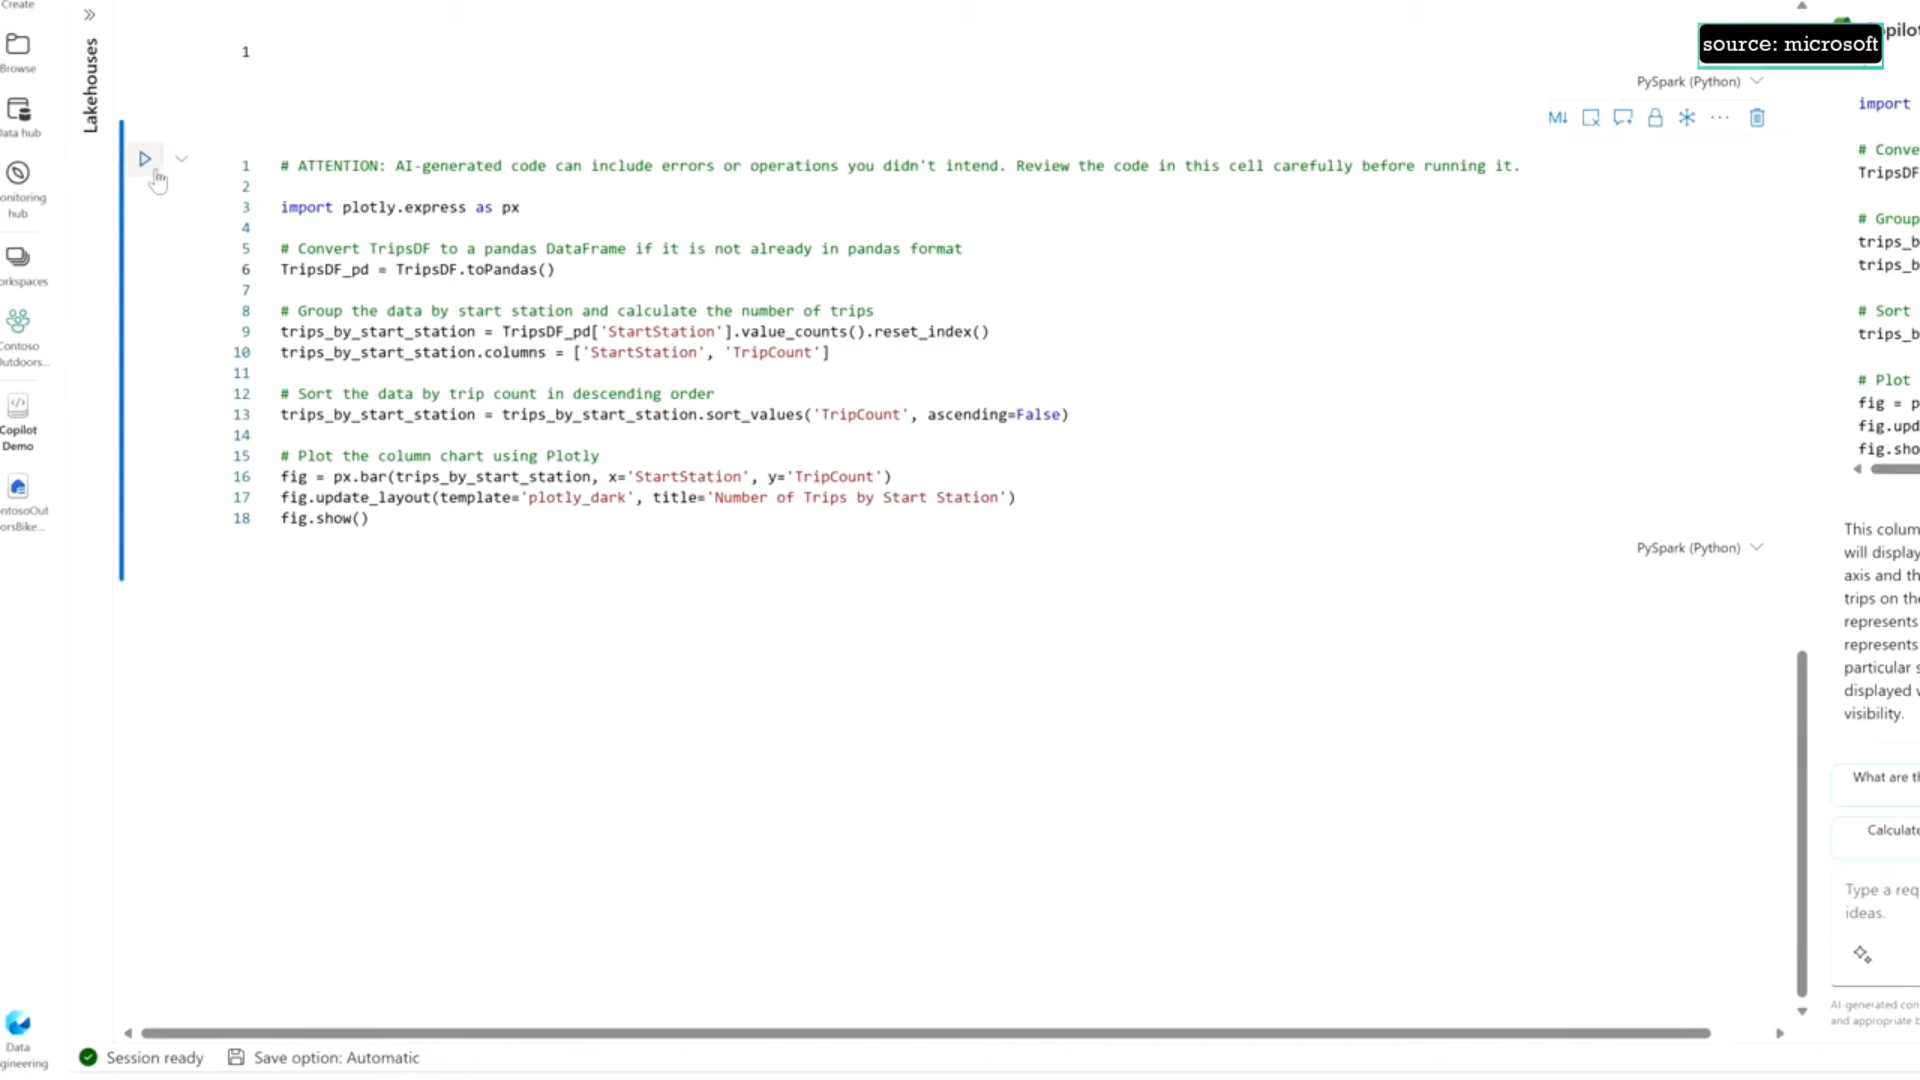 Create
Browse
Data hub
onitoring
hub
orkspaces
Contoso
Outdoors...
Copilot
Demo
ntosoOut
orsBike...
Data
gineering
Lakehouses
1
PySpark (Python)
M↓
...
1 # ATTENTION: AI-generated code can include errors or operations you didn't intend. Review the code in this cell carefully before running it.
2
3 import plotly.express as px
4
5 # Convert TripsDF to a pandas DataFrame if it is not already in pandas format
6 TripsDF_pd = TripsDF.toPandas()
7
8 # Group the data by start station and calculate the number of trips
9 trips_by_start_station = TripsDF_pd['StartStation'].value_counts().reset_index()
10 trips_by_start_station.columns = ['StartStation', 'TripCount']
11
12 # Sort the data by trip count in descending order
13 trips_by_start_station = trips_by_start_station.sort_values('TripCount', ascending=False)
14
15 # Plot the column chart using Plotly
16 fig = px.bar(trips_by_start_station, x='StartStation', y='TripCount')
17 fig.update_layout(template='plotly_dark', title='Number of Trips by Start Station')
18 fig.show()
PySpark (Python)
Session ready
Save option: Automatic
source: microsoft
pilot
import
# Conve
TripsDF
# Group
trips_b
trips_b
# Sort
trips_b
# Plot
fig = p
fig.upd
fig.sho
This colum
will display
axis and th
trips on the
represents
represents
particular s
displayed w
visibility.
What are th
Calculate
Type a req
ideas.
AI-generated con
and appropriate b